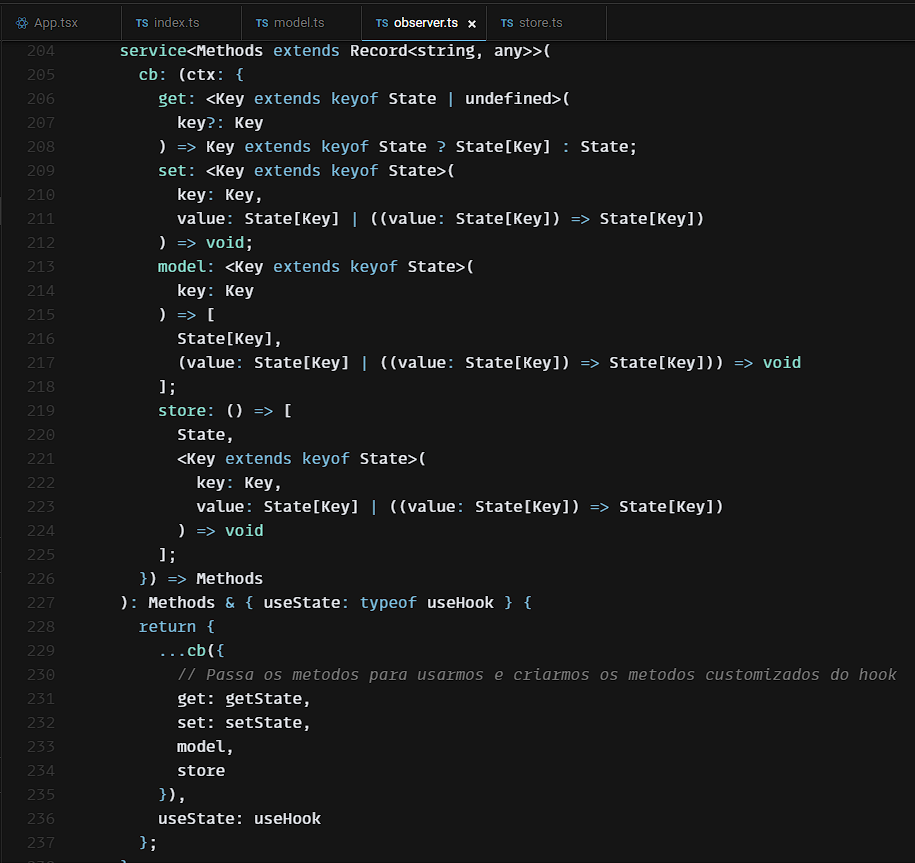 App.tsx
TS index.ts
TS model.ts
TS observer.ts ×
TS store.ts
204 service<Methods extends Record<string, any>>(
205 cb: (ctx: {
206 get: <Key extends keyof State | undefined>(
207 key?: Key
208 ) => Key extends keyof State ? State[Key] : State;
209 set: <Key extends keyof State>(
210 key: Key,
211 value: State[Key] | ((value: State[Key]) => State[Key])
212 ) => void;
213 model: <Key extends keyof State>(
214 key: Key
215 ) => [
216 State[Key],
217 (value: State[Key] | ((value: State[Key]) => State[Key])) => void
218 ];
219 store: () => [
220 State,
221 <Key extends keyof State>(
222 key: Key,
223 value: State[Key] | ((value: State[Key]) => State[Key])
224 ) => void
225 ];
226 }) => Methods
227 ): Methods & { useState: typeof useHook } {
228 return {
229 ...cb({
230 // Passa os metodos para usarmos e criarmos os metodos customizados do hook
231 get: getState,
232 set: setState,
233 model,
234 store
235 }),
236 useState: useHook
237 };